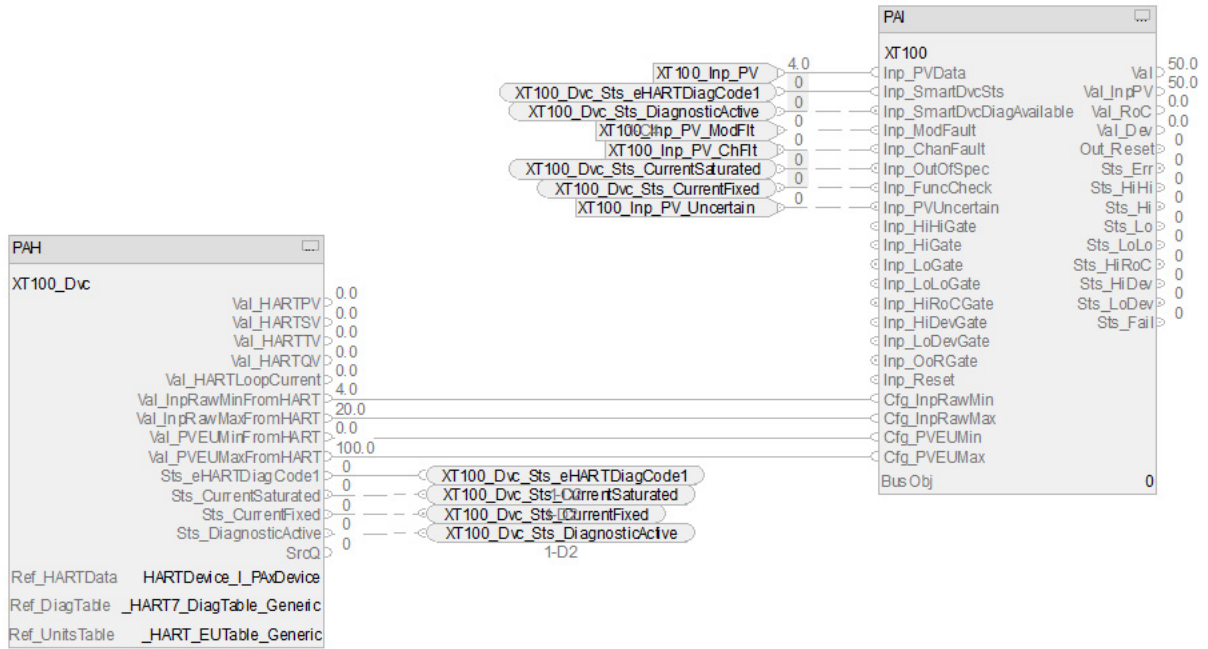 PAI
XT100
XT100_Inp_PV 4.0 Inp_PVData Val 50.0
XT100_Dvc_Sts_eHARTDiagCode1 0 Inp_SmartDvcSts Val_InpPV 50.0
XT100_Dvc_Sts_DiagnosticActive 0 Inp_SmartDvcDiagAvailable Val_RoC 0.0
XT100_Inp_PV_ModFlt 0 Inp_ModFault Val_Dev 0.0
XT100_Inp_PV_ChFlt 0 Inp_ChanFault Out_Reset 0
XT100_Dvc_Sts_CurrentSaturated 0 Inp_OutOfSpec Sts_Err 0
XT100_Dvc_Sts_CurrentFixed 0 Inp_FuncCheck Sts_HiHi 0
XT100_Inp_PV_Uncertain 0 Inp_PVUncertain Sts_Hi 0
Inp_HiHiGate Sts_Lo 0
Inp_HiGate Sts_LoLo 0
Inp_LoGate Sts_HiRoC 0
Inp_LoLoGate Sts_HiDev 0
Inp_HiRoCGate Sts_LoDev 0
Inp_HiDevGate Sts_Fail 0
Inp_LoDevGate
Inp_OoRGate
Inp_Reset
Cfg_InpRawMin
Cfg_InpRawMax
Cfg_PVEUMin
Cfg_PVEUMax
BusObj 0
PAH
XT100_Dvc
Val_HARTPV 0.0
Val_HARTSV 0.0
Val_HARTTV 0.0
Val_HARTQV 0.0
Val_HARTLoopCurrent 0.0
Val_InpRawMinFromHART 4.0
Val_InpRawMaxFromHART 20.0
Val_PVEUMinFromHART 0.0
Val_PVEUMaxFromHART 100.0
Sts_eHARTDiagCode1 0 XT100_Dvc_Sts_eHARTDiagCode1
Sts_CurrentSaturated 0 XT100_Dvc_Sts_CurrentSaturated
Sts_CurrentFixed 0 XT100_Dvc_Sts_CurrentFixed
Sts_DiagnosticActive 0 XT100_Dvc_Sts_DiagnosticActive
SrcQ 0 1-D2
Ref_HARTData HARTDevice_I_PAxDevice
Ref_DiagTable _HART7_DiagTable_Generic
Ref_UnitsTable _HART_EUTable_Generic